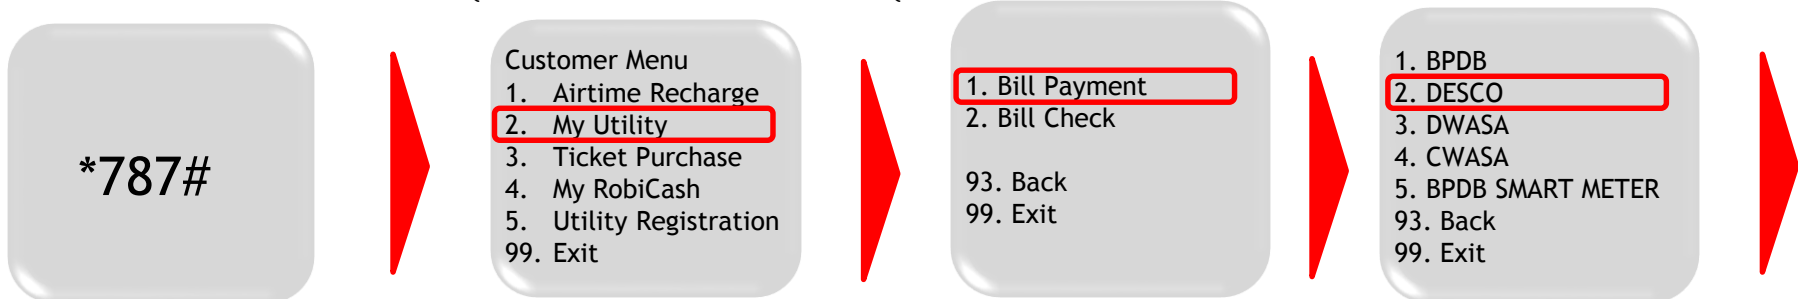 *787#
Customer Menu
1. Airtime Recharge
2. My Utility
3. Ticket Purchase
4. My RobiCash
5. Utility Registration
99. Exit
1. Bill Payment
2. Bill Check
93. Back
99. Exit
1. BPDB
2. DESCO
3. DWASA
4. CWASA
5. BPDB SMART METER
93. Back
99. Exit